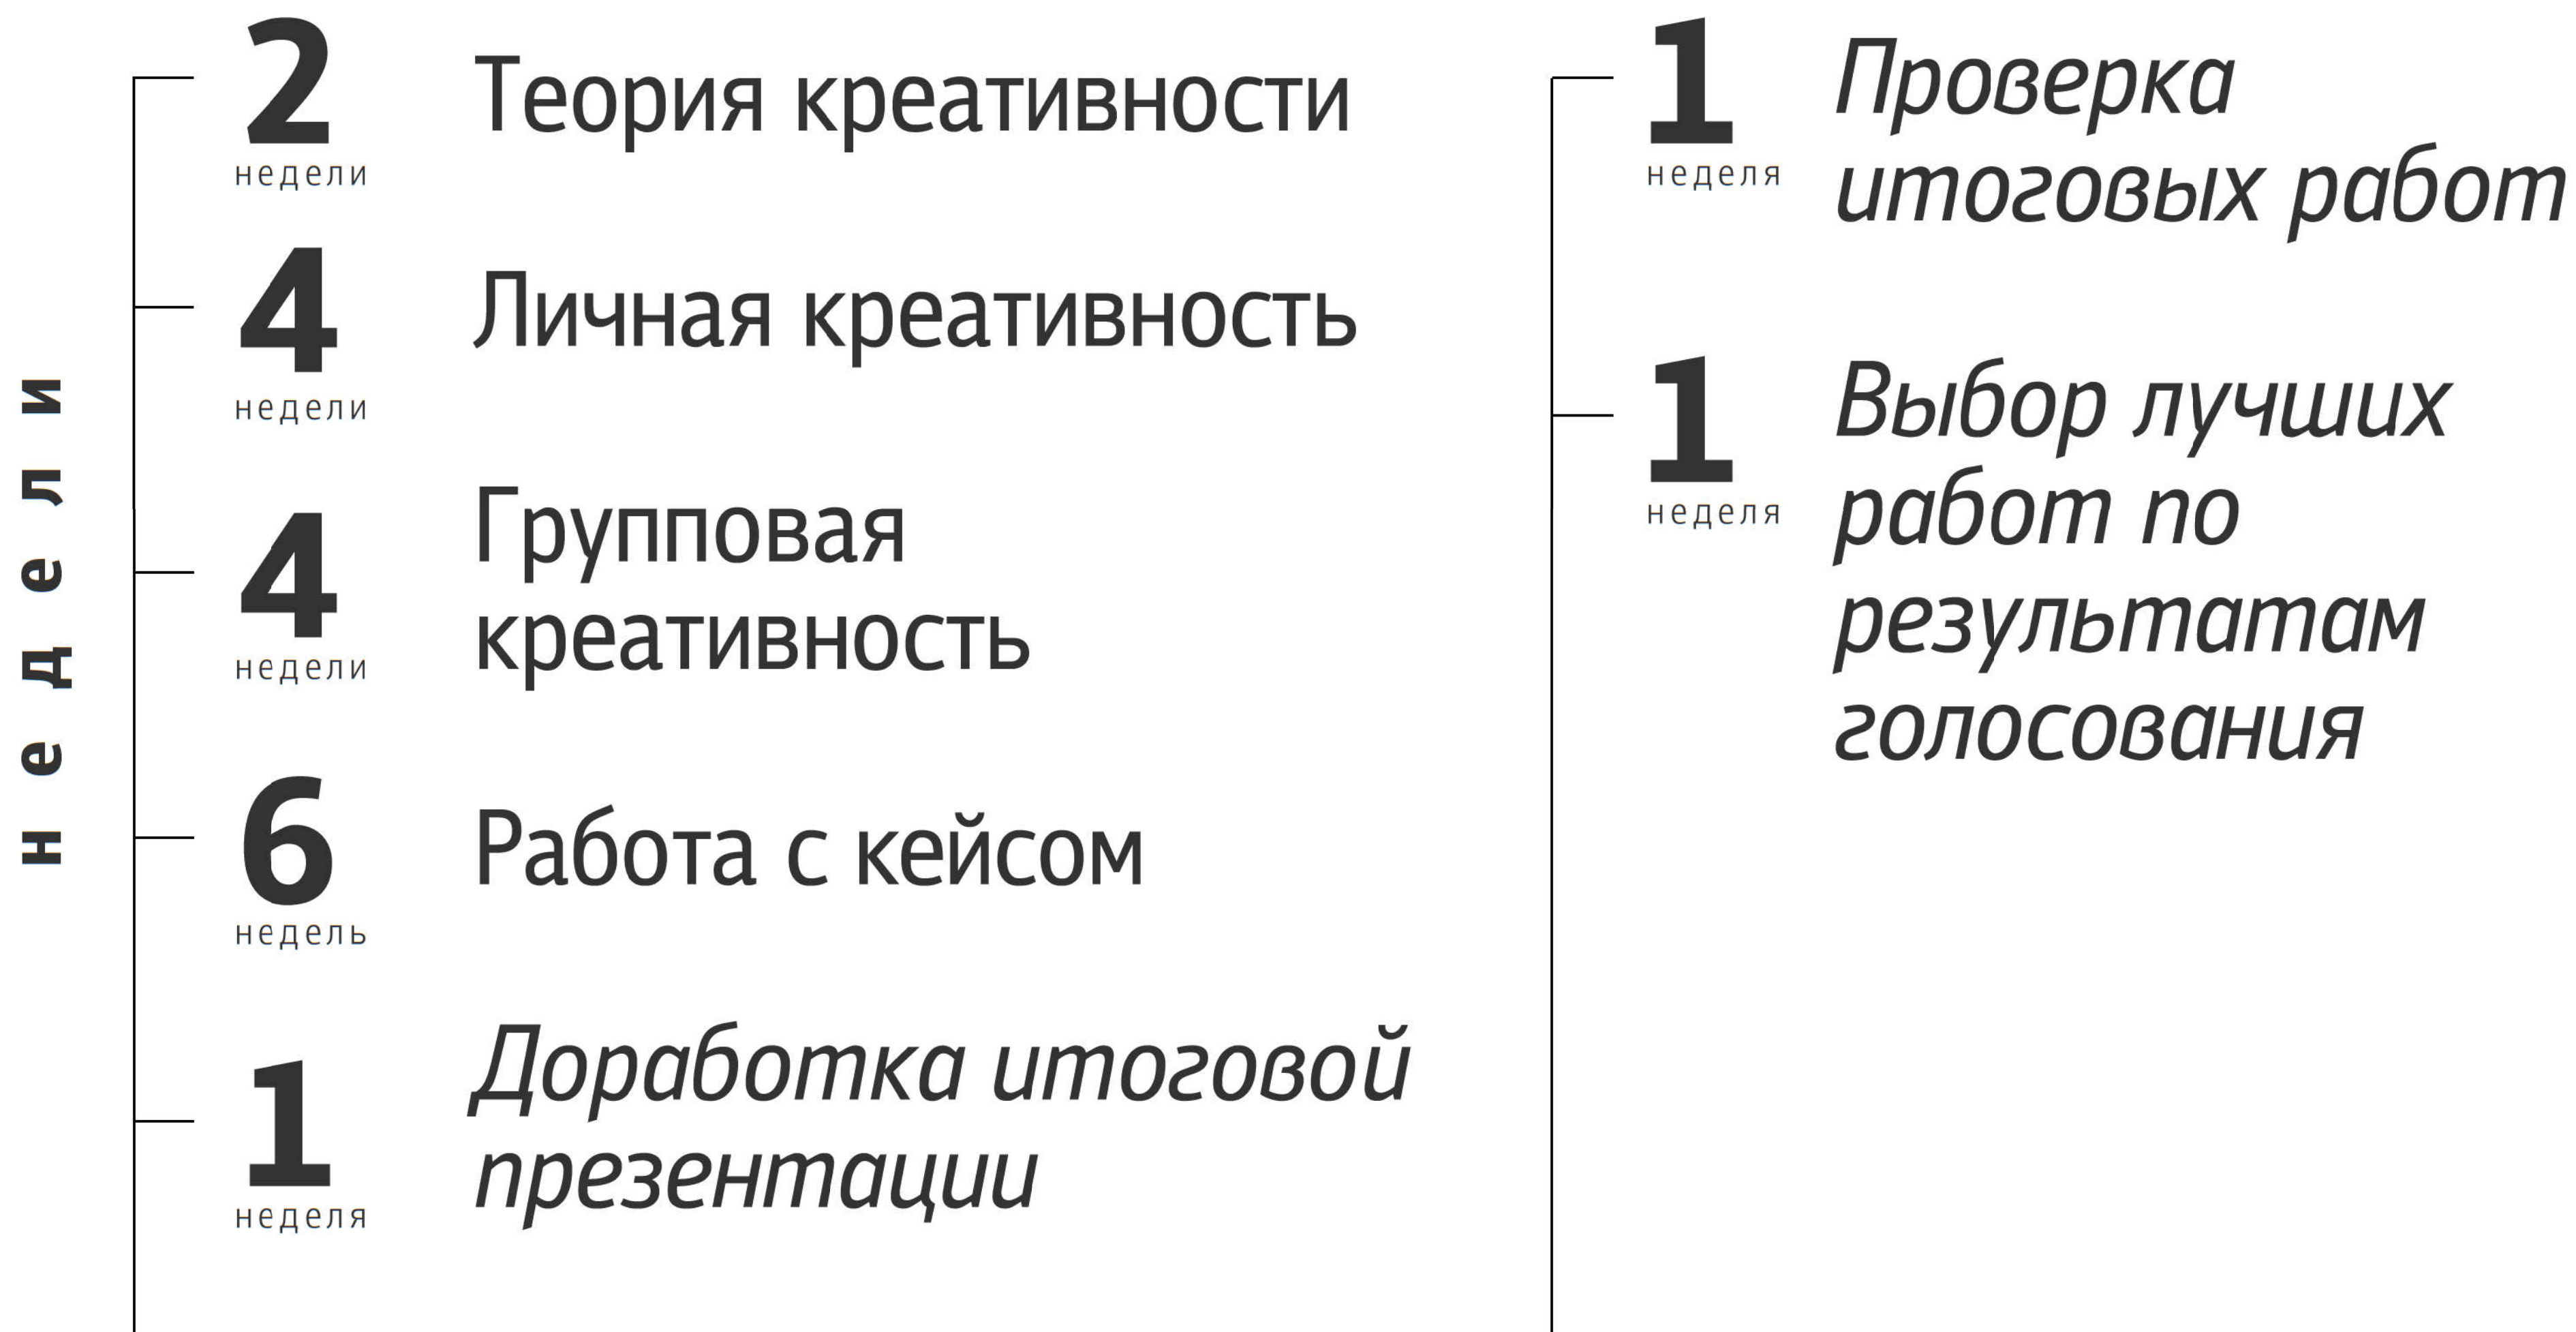 недели
2
недели
Теория креативности
4
недели
Личная креативность
4
недели
Групповая
креативность
6
недель
Работа с кейсом
1
неделя
Доработка итоговой
презентации
1
неделя
Проверка
итоговых работ
1
неделя
Выбор лучших
работ по
результатам
голосования